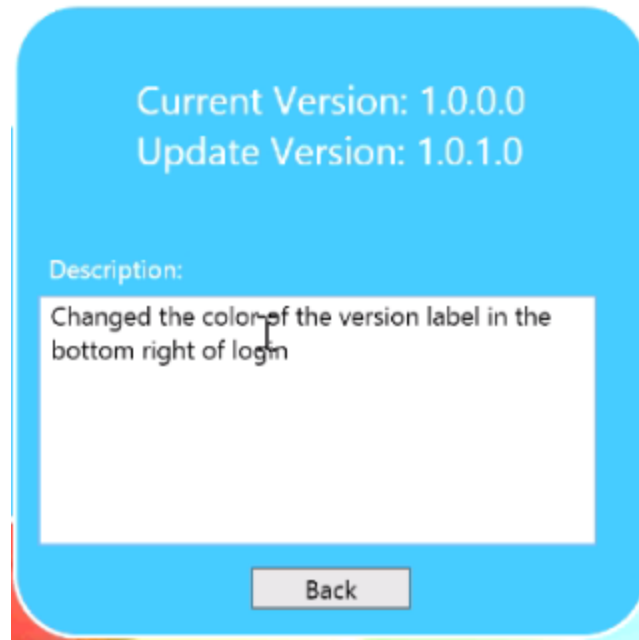 Current Version: 1.0.0.0
Update Version: 1.0.1.0
Description:
Changed the color of the version label in the
bottom right of login
Back